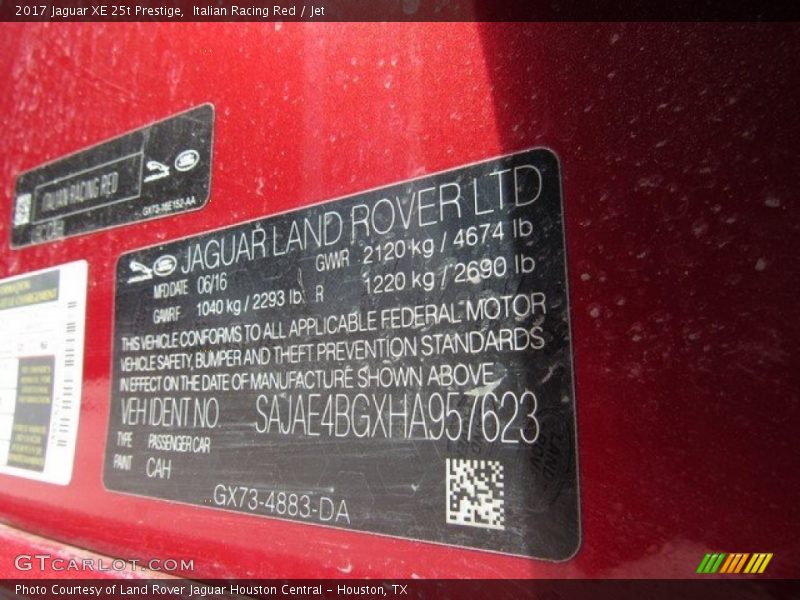 2017 Jaguar XE 25t Prestige, Italian Racing Red / Jet
ITALIAN RACING RED
JAGUAR LAND ROVER LTD
MFD DATE 06/16 GWVR 2120 kg / 4674 lb
GAWR F 1040 kg / 2293 lb R 1220 kg / 2690 lb
THIS VEHICLE CONFORMS TO ALL APPLICABLE FEDERAL MOTOR
VEHICLE SAFETY, BUMPER AND THEFT PREVENTION STANDARDS
IN EFFECT ON THE DATE OF MANUFACTURE SHOWN ABOVE
VEH IDENT NO SAJAE4BGXHA957623
TYPE PASSENGER CAR
PAINT CAH
GX73-4883-DA
GTCARLOT.COM
Photo Courtesy of Land Rover Jaguar Houston Central – Houston, TX